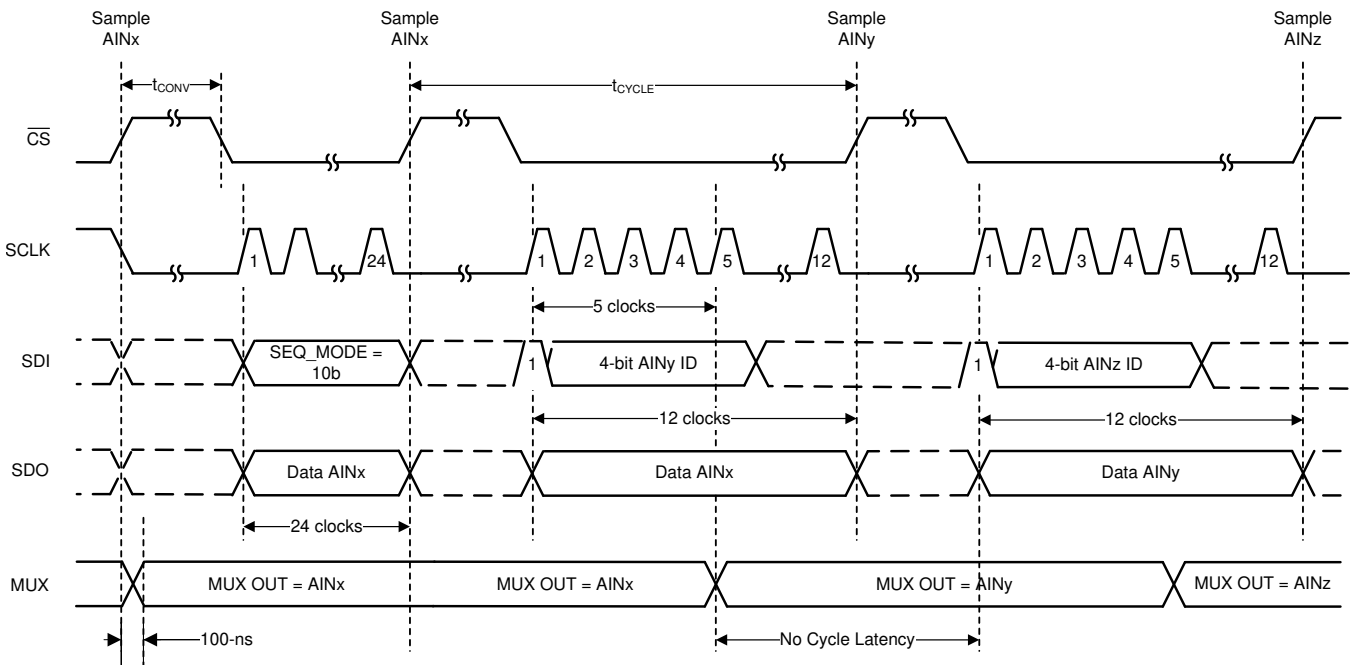 Sample
AINx
Sample
AINx
Sample
AINy
Sample
AINz
tCONV
tCYCLE
CS
SCLK
1
24
1
2
3
4
5
12
1
2
3
4
5
12
5 clocks
SDI
SEQ_MODE =
10b
1
4-bit AINy ID
1
4-bit AINz ID
12 clocks
12 clocks
SDO
Data AINx
Data AINx
Data AINy
24 clocks
MUX
MUX OUT = AINx
MUX OUT = AINx
MUX OUT = AINy
MUX OUT = AINz
100-ns
No Cycle Latency